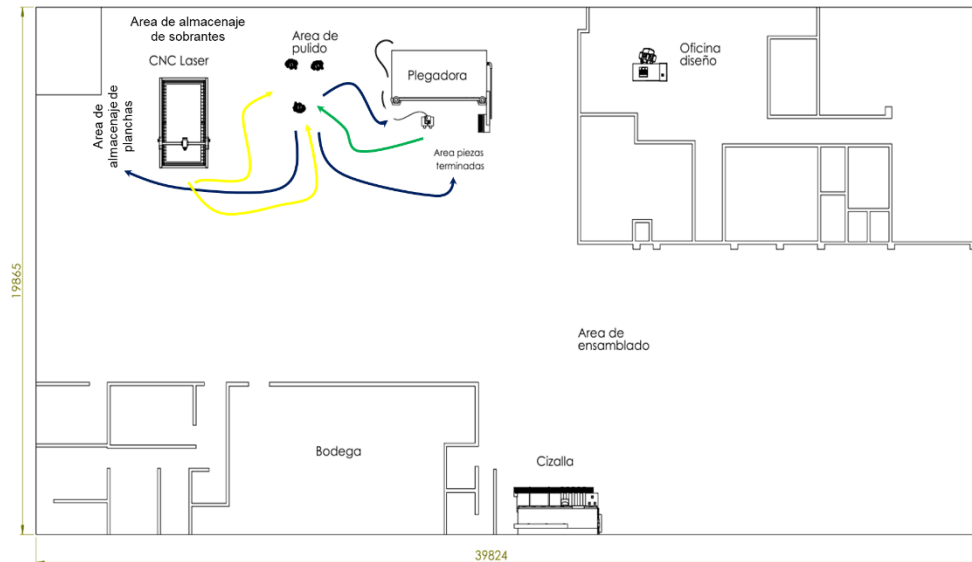 Area de almacenaje
de sobrantes
CNC Laser
Area de
almacenaje de
planchas
Area de
pulido
Plegadora
Area piezas
terminadas
Oficina
diseño
Area de
ensamblado
Bodega
Cizalla
19865
39824